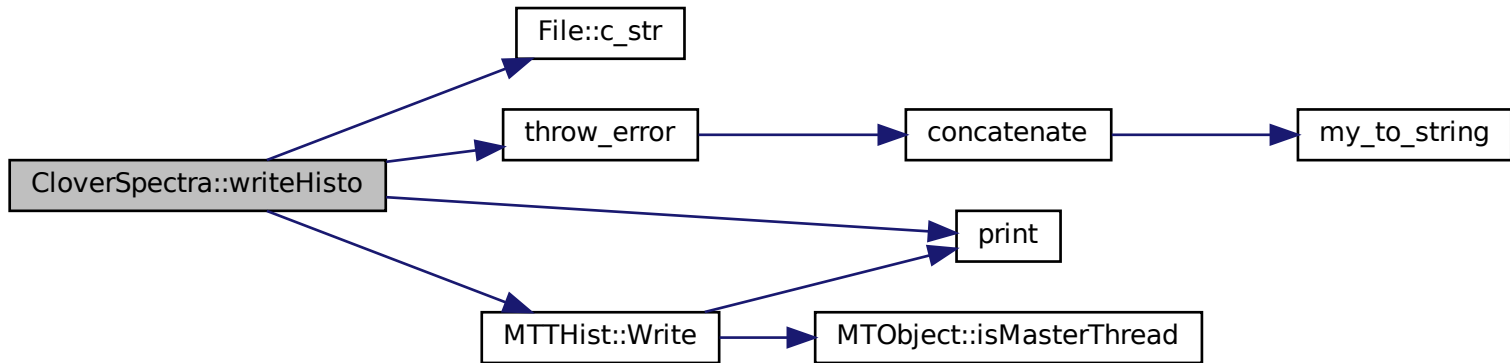 File::c_str
throw_error
concatenate
my_to_string
CloverSpectra::writeHisto
print
MTTHist::Write
MTObject::isMasterThread